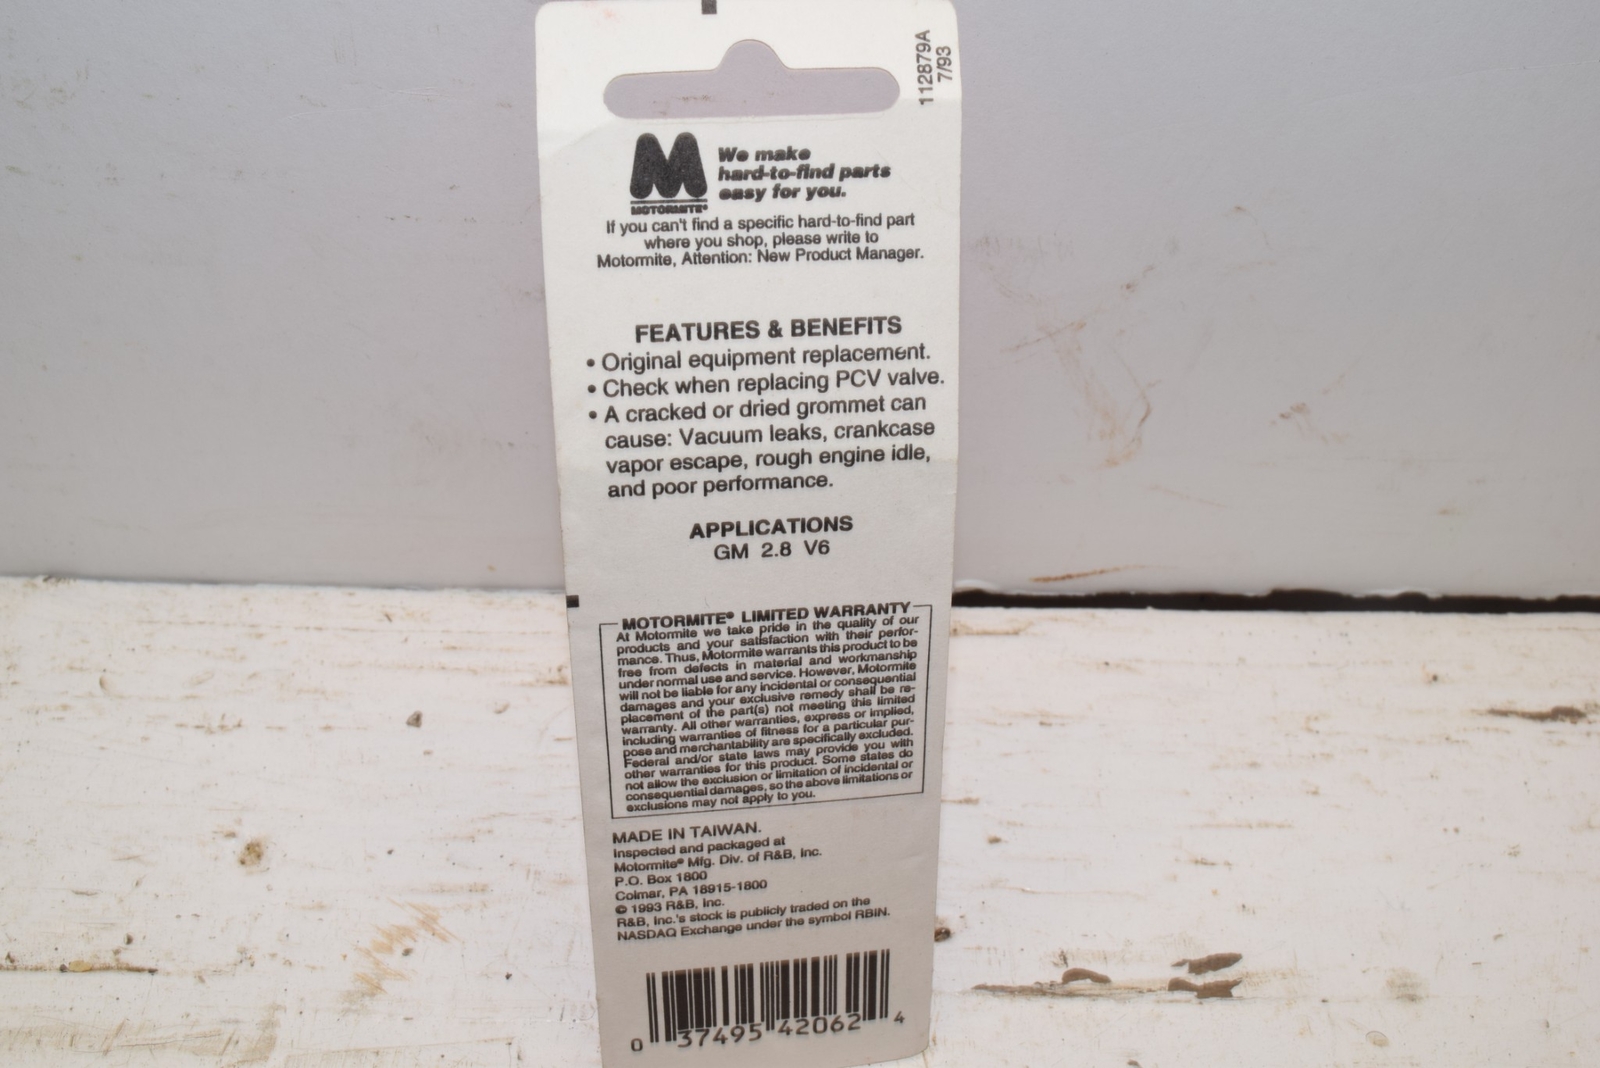 112879A
7/93
We make
hard-to-find parts
easy for you.
M
MOTORMITE®
If you can't find a specific hard-to-find part
where you shop, please write to
Motormite, Attention: New Product Manager.
FEATURES & BENEFITS
• Original equipment replacement.
• Check when replacing PCV valve.
• A cracked or dried grommet can
cause: Vacuum leaks, crankcase
vapor escape, rough engine idle,
and poor performance.
APPLICATIONS
GM 2.8 V6
MOTORMITE® LIMITED WARRANTY
At Motormite we take pride in the quality of our
products and your satisfaction with their perfor-
mance. Thus, Motormite warrants this product to be
free from defects in material and workmanship
under normal use and service. However, Motormite
will not be liable for any incidental or consequential
damages and your exclusive remedy shall be re-
placement of the part(s) not meeting this limited
warranty. All other warranties, express or implied,
including warranties of fitness for a particular pur-
pose and merchantability are specifically excluded.
Federal and/or state laws may provide you with
other warranties for this product. Some states do
not allow the exclusion or limitation of incidental or
consequential damages, so the above limitations or
exclusions may not apply to you.
MADE IN TAIWAN.
Inspected and packaged at
Motormite® Mfg. Div. of R&B, Inc.
P.O. Box 1800
Colmar, PA 18915-1800
© 1993 R&B, Inc.
R&B, Inc.'s stock is publicly traded on the
NASDAQ Exchange under the symbol RBIN.
0 37495 42062 4